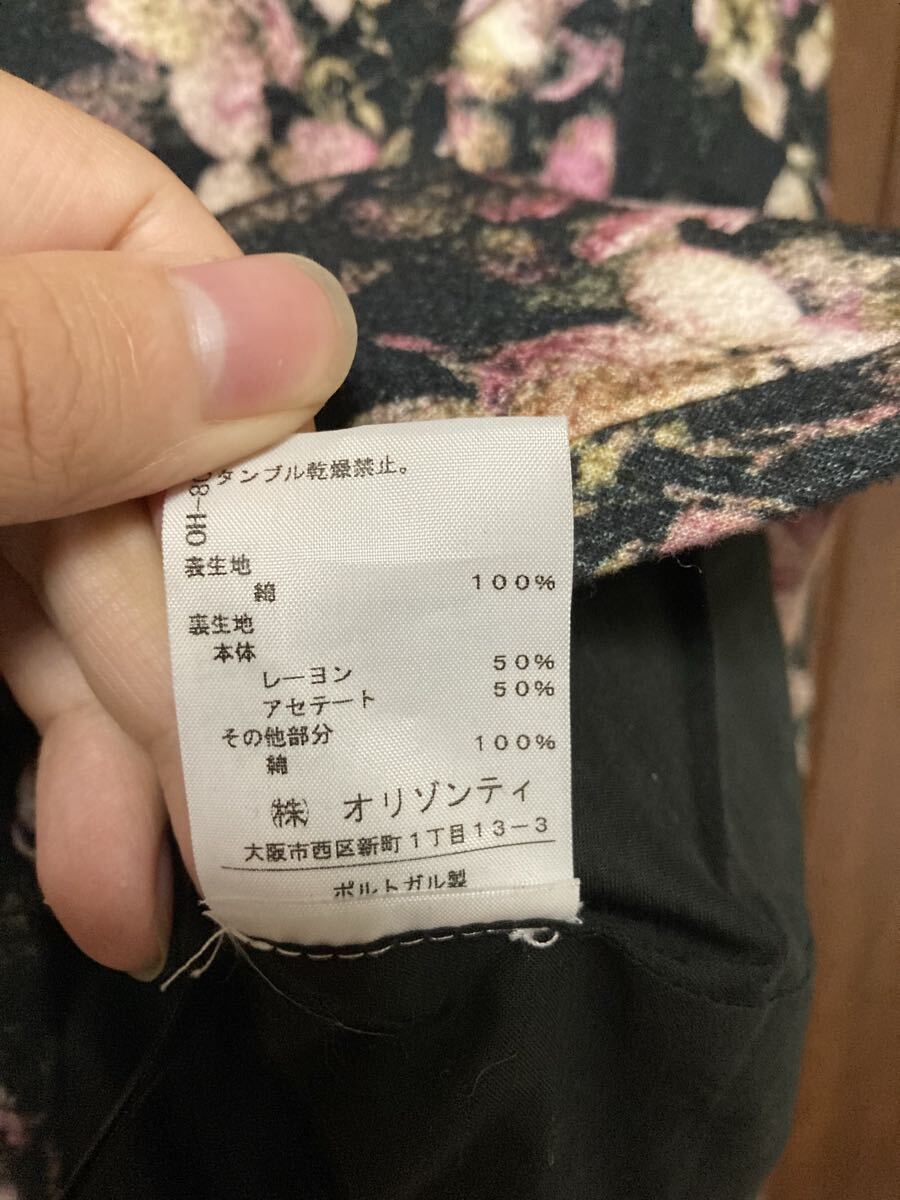 タンブル乾燥禁止。
OH-8
表生地
綿 100%
裏生地
本体
レーヨン 50%
アセテート 50%
その他部分
綿 100%
㈱ オリゾンティ
大阪市西区新町1丁目13-3
ポルトガル製